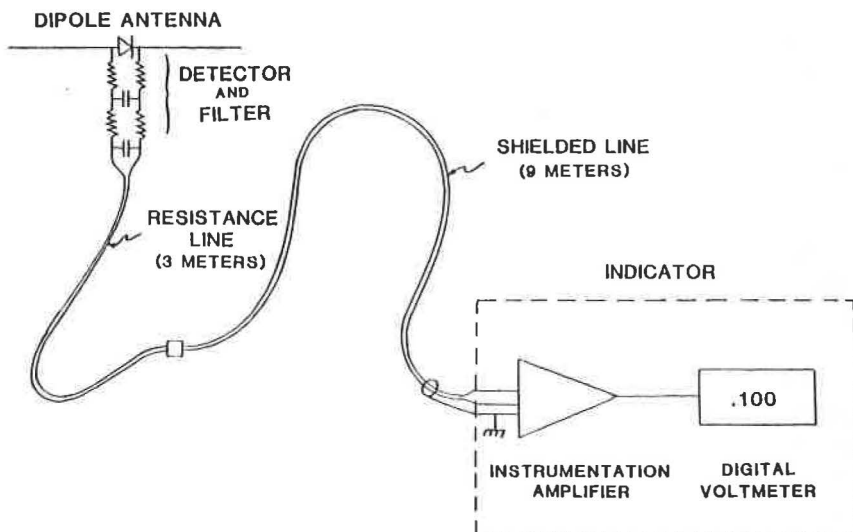 DIPOLE ANTENNA
DETECTOR
AND
FILTER
SHIELDED LINE
(9 METERS)
RESISTANCE
LINE
(3 METERS)
INDICATOR
.100
INSTRUMENTATION
AMPLIFIER
DIGITAL
VOLTMETER